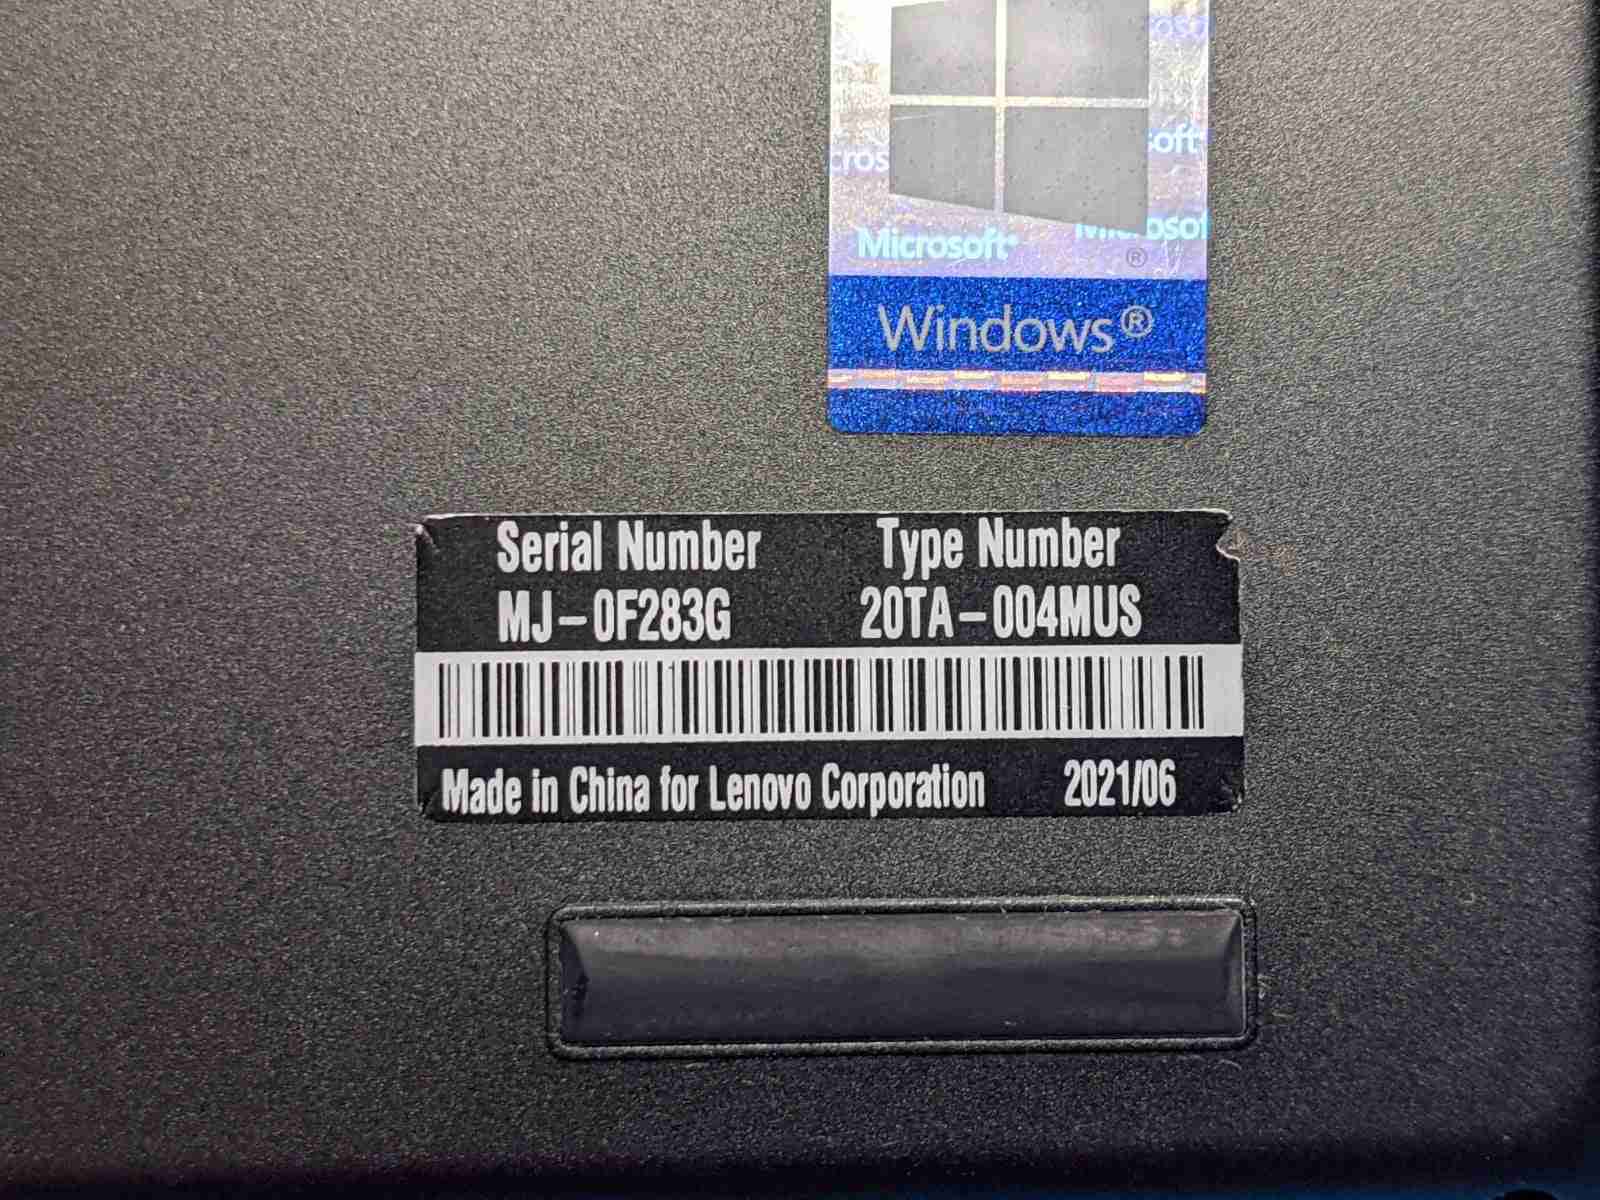 Microsoft
Windows®
Serial Number Type Number
MJ-0F283G 20TA-004MUS
Made in China for Lenovo Corporation 2021/06